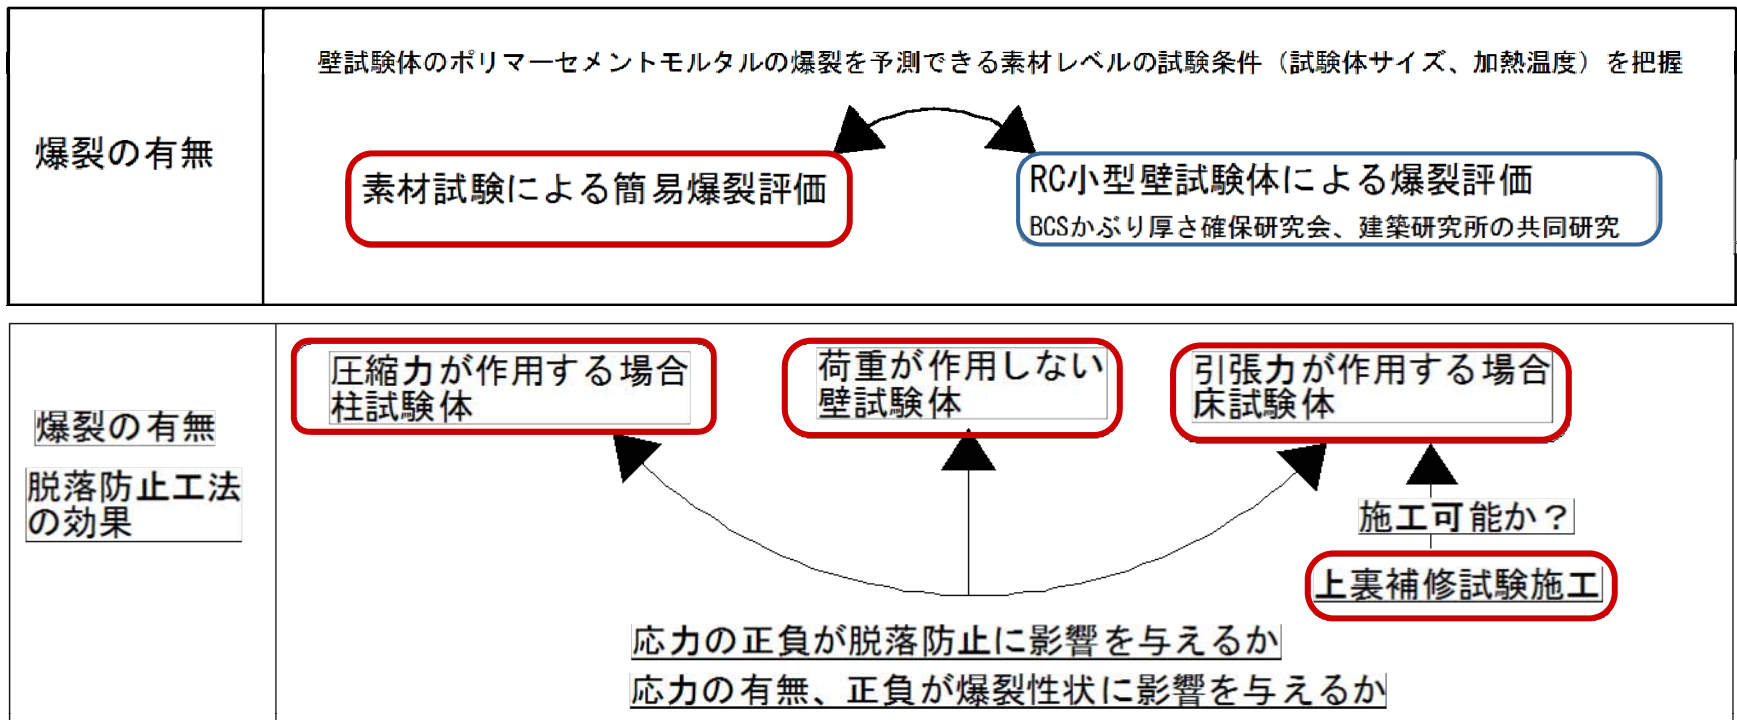 壁試験体のポリマーセメントモルタルの爆裂を予測できる素材レベルの試験条件（試験体サイズ、加熱温度）を把握
爆裂の有無
素材試験による簡易爆裂評価
RC小型壁試験体による爆裂評価
BCSかぶり厚さ確保研究会、建築研究所の共同研究
爆裂の有無
脱落防止工法
の効果
圧縮力が作用する場合
柱試験体
荷重が作用しない
壁試験体
引張力が作用する場合
床試験体
施工可能か？
上裏補修試験施工
応力の正負が脱落防止に影響を与えるか
応力の有無、正負が爆裂性状に影響を与えるか